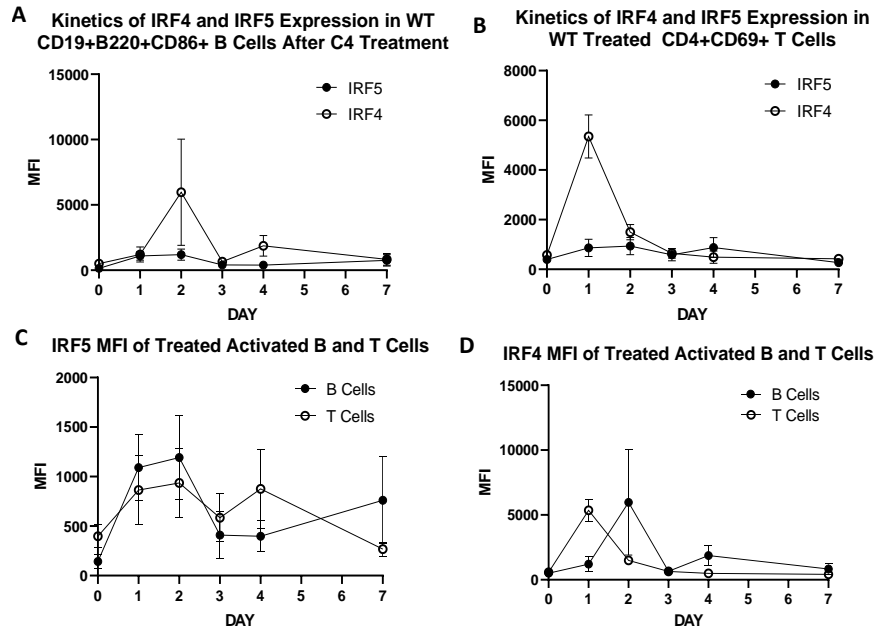 A
Kinetics of IRF4 and IRF5 Expression in WT
CD19+B220+CD86+ B Cells After C4 Treatment
15000
10000
5000
0
MFI
IRF5
IRF4
0 1 2 3 4 5 6 7
DAY
B
Kinetics of IRF4 and IRF5 Expression in
WT Treated CD4+CD69+ T Cells
8000
6000
4000
2000
0
MFI
IRF5
IRF4
0 1 2 3 4 5 6 7
DAY
C
IRF5 MFI of Treated Activated B and T Cells
2000
1500
1000
500
0
MFI
B Cells
T Cells
0 1 2 3 4 5 6 7
DAY
D
IRF4 MFI of Treated Activated B and T Cells
15000
10000
5000
0
MFI
B Cells
T Cells
0 1 2 3 4 5 6 7
DAY